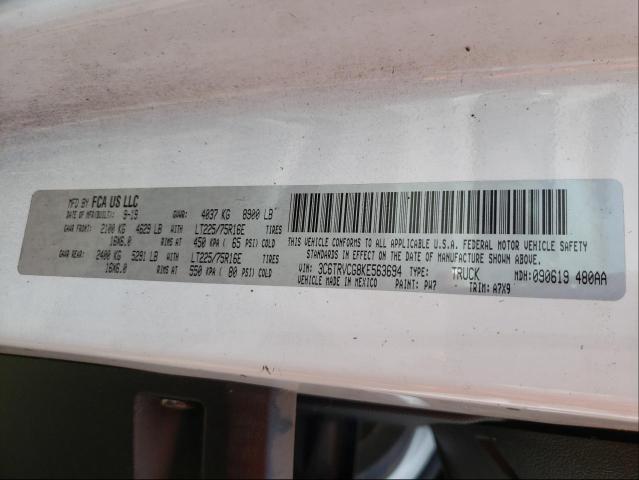 MFD BY FCA US LLC
DATE OF MFR/BUILT: 9-19 GVWR: 4037 KG 8900 LB
GAWR FRONT: 2100 KG 4629 LB WITH LT225/75R16E TIRES
16X6.0 RIMS AT 450 KPA ( 65 PSI) COLD
GAWR REAR: 2400 KG 5291 LB WITH LT225/75R16E TIRES
16X6.0 RIMS AT 550 KPA ( 80 PSI) COLD
THIS VEHICLE CONFORMS TO ALL APPLICABLE U.S.A. FEDERAL MOTOR VEHICLE SAFETY
STANDARDS IN EFFECT ON THE DATE OF MANUFACTURE SHOWN ABOVE.
VIN: 3C6TRVCG8KE563694 TYPE: TRUCK MDH: 090619 480AA
VEHICLE MADE IN MEXICO PAINT: PW7 TRIM: A7X9